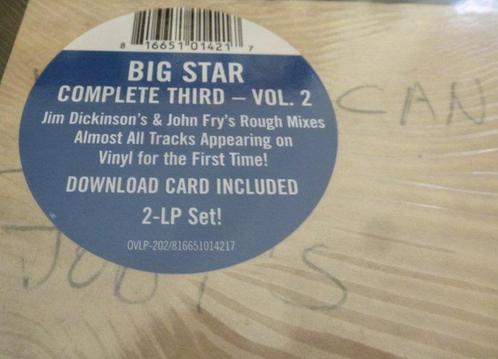 8 16651 01421 7
BIG STAR
COMPLETE THIRD – VOL. 2
Jim Dickinson's & John Fry's Rough Mixes
Almost All Tracks Appearing on
Vinyl for the First Time!
DOWNLOAD CARD INCLUDED
2-LP Set!
OVLP-202/816651014217
CAN
JODY'S